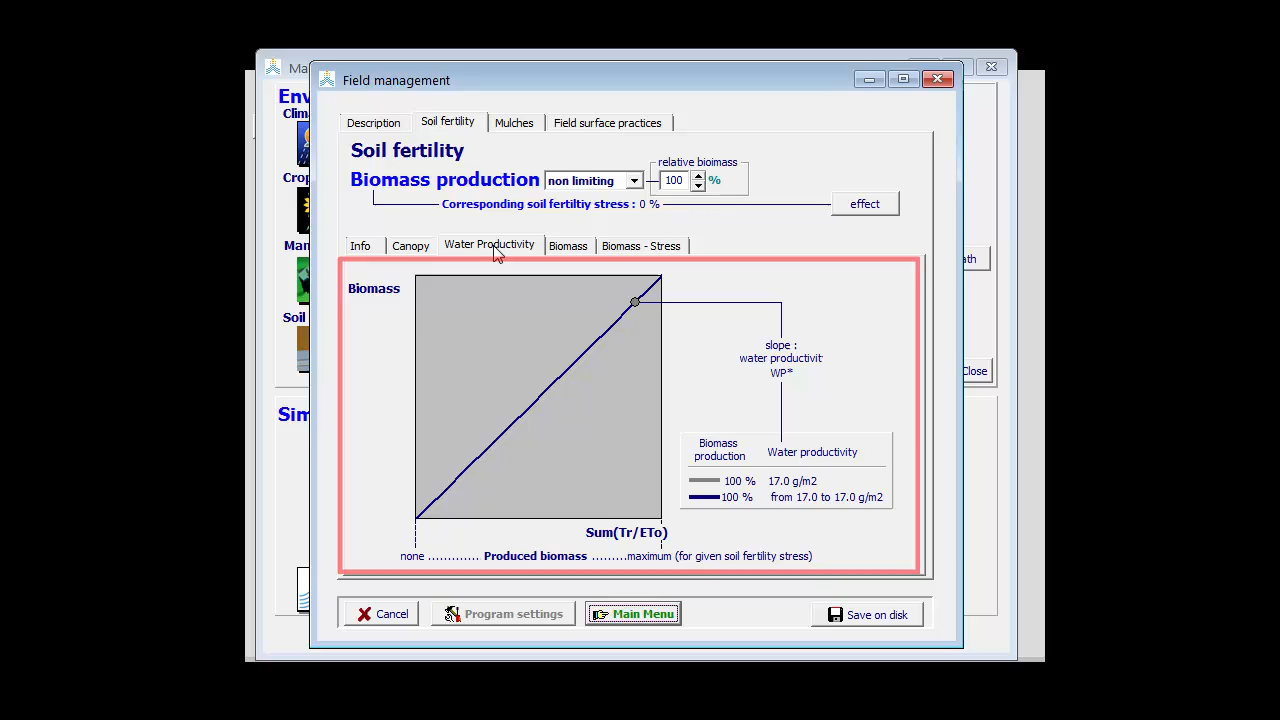 Ma
Field management
Env
Clim
Crop
Man
Soil
Sim
ath
Close
Description
Soil fertility
Mulches
Field surface practices
Soil fertility
relative biomass
Biomass production non limiting 100 %
Corresponding soil fertiltiy stress : 0 %
effect
Info
Canopy
Water Productivity
Biomass
Biomass - Stress
Biomass
slope :
water productivit
WP*
Biomass
production
Water productivity
100 % 17.0 g/m2
100 % from 17.0 to 17.0 g/m2
Sum(Tr/ETo)
none ............. Produced biomass .........maximum (for given soil fertility stress)
Cancel
Program settings
Main Menu
Save on disk